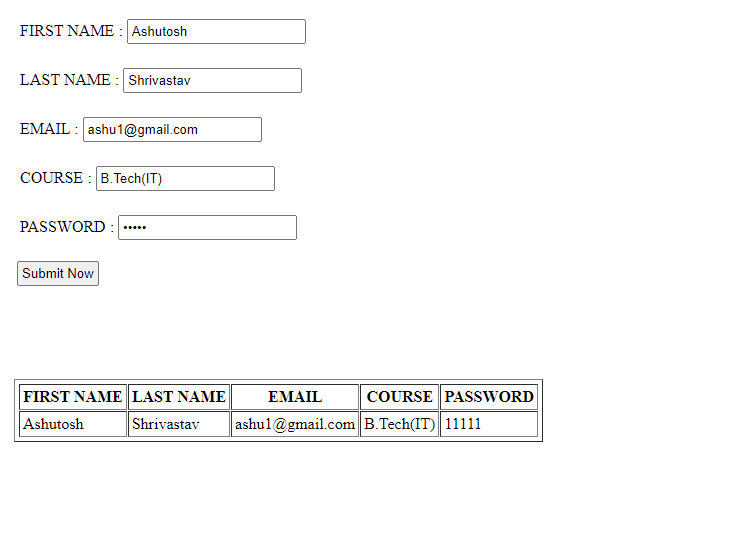 FIRST NAME : Ashutosh
LAST NAME : Shrivastav
EMAIL : ashu1@gmail.com
COURSE : B.Tech(IT)
PASSWORD : •••••
Submit Now
FIRST NAME LAST NAME EMAIL COURSE PASSWORD
Ashutosh Shrivastav ashu1@gmail.com B.Tech(IT) 11111